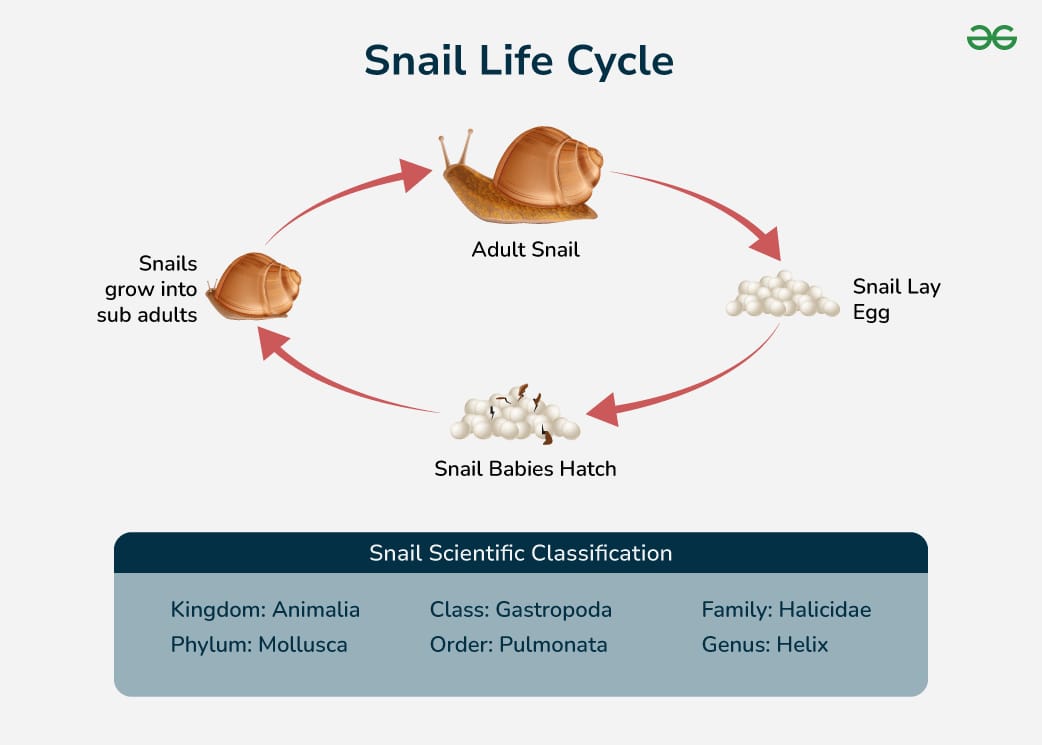 Snail Life Cycle
Adult Snail
Snails
grow into
sub adults
Snail Lay
Egg
Snail Babies Hatch
Snail Scientific Classification
Kingdom: Animalia
Class: Gastropoda
Family: Halicidae
Phylum: Mollusca
Order: Pulmonata
Genus: Helix